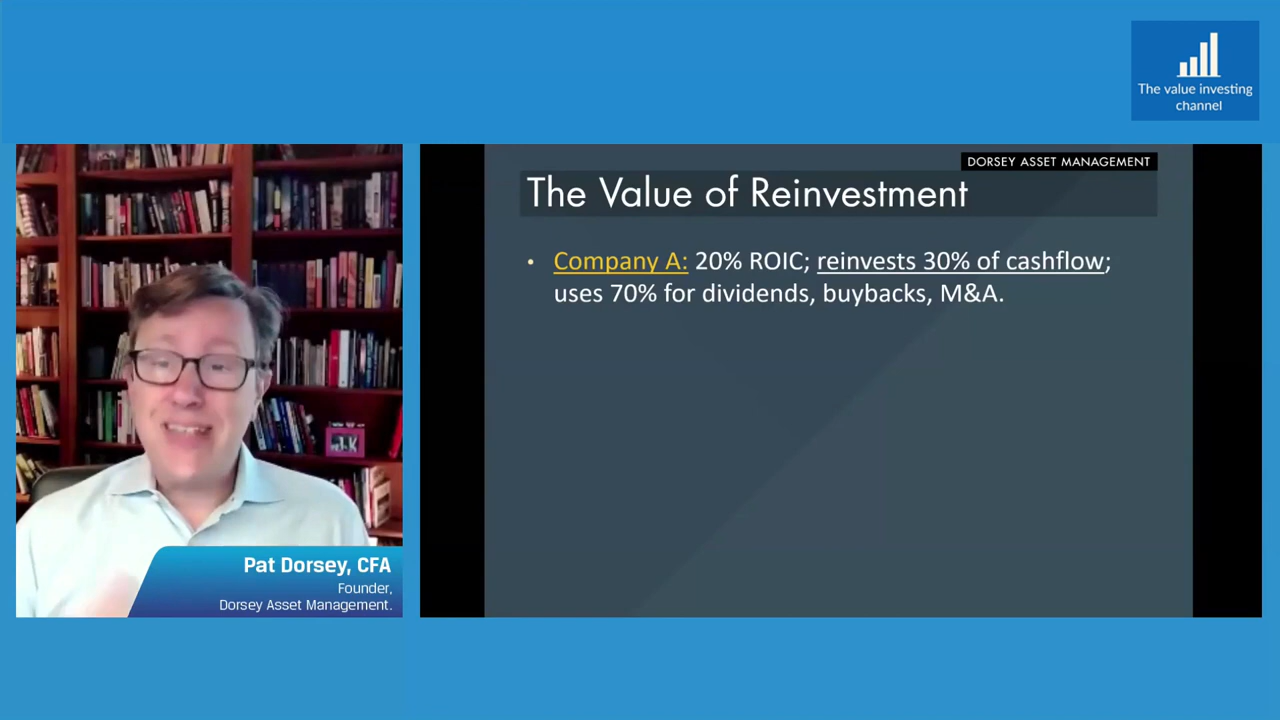 The value investing
channel
DORSEY ASSET MANAGEMENT
The Value of Reinvestment
• Company A: 20% ROIC; reinvests 30% of cashflow;
uses 70% for dividends, buybacks, M&A.
Pat Dorsey, CFA
Founder,
Dorsey Asset Management.